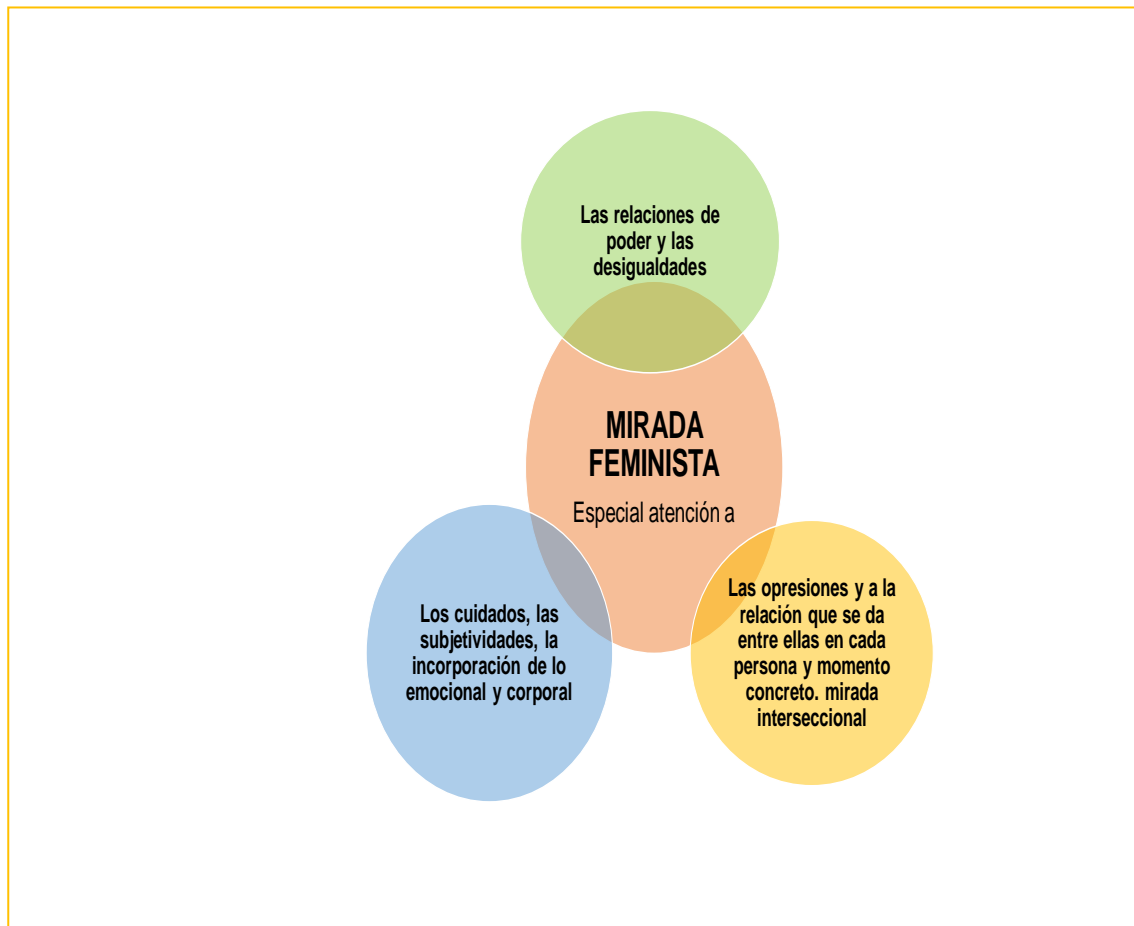 Las relaciones de
poder y las
desigualdades
MIRADA
FEMINISTA
Especial atención a
Los cuidados, las
subjetividades, la
incorporación de lo
emocional y corporal
Las opresiones y a la
relación que se da
entre ellas en cada
persona y momento
concreto. mirada
interseccional